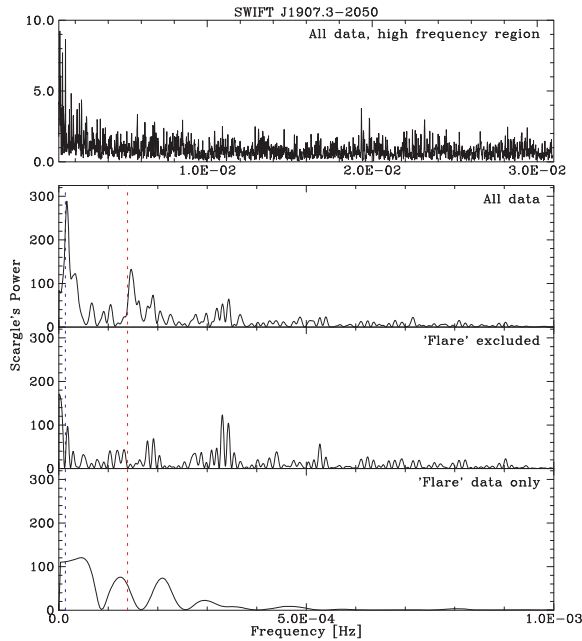 SWIFT J1907.3−2050
10.0
All data, high frequency region
5.0
0.0
1.0E−02 2.0E−02 3.0E−02
300
All data
200
100
0
Scargle's Power
300
'Flare' excluded
200
100
0
300
'Flare' data only
200
100
0
0.0 5.0E−04 1.0E−03
Frequency [Hz]